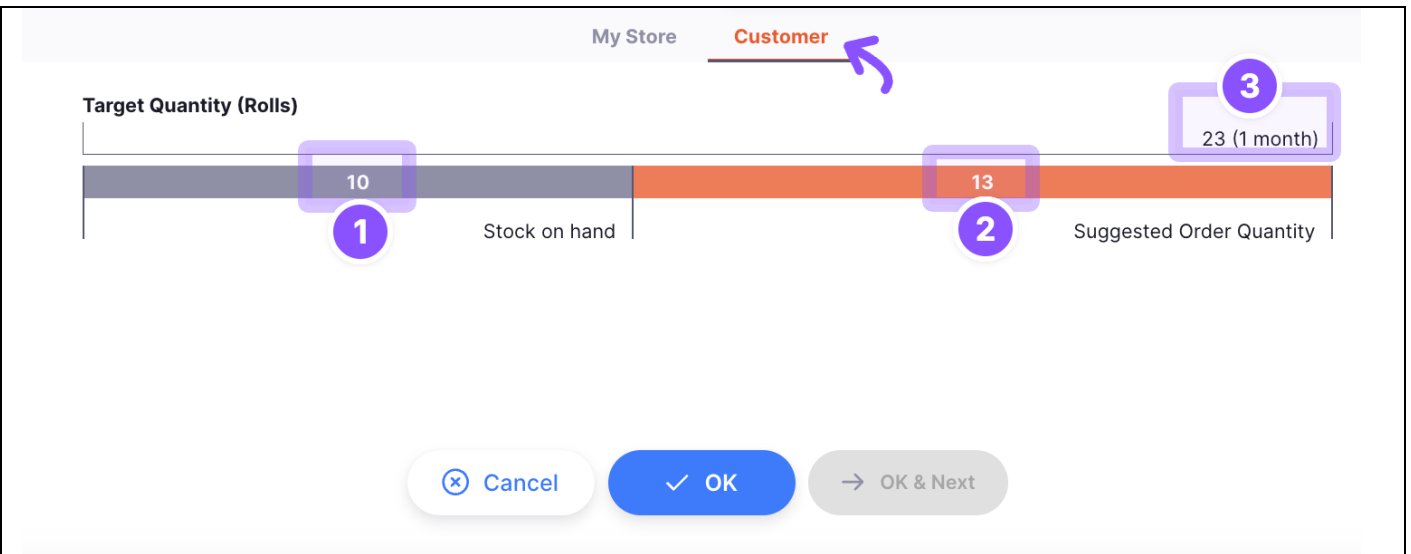 My Store Customer
3
Target Quantity (Rolls)
23 (1 month)
10 13
1 2
Stock on hand Suggested Order Quantity
Cancel OK OK & Next